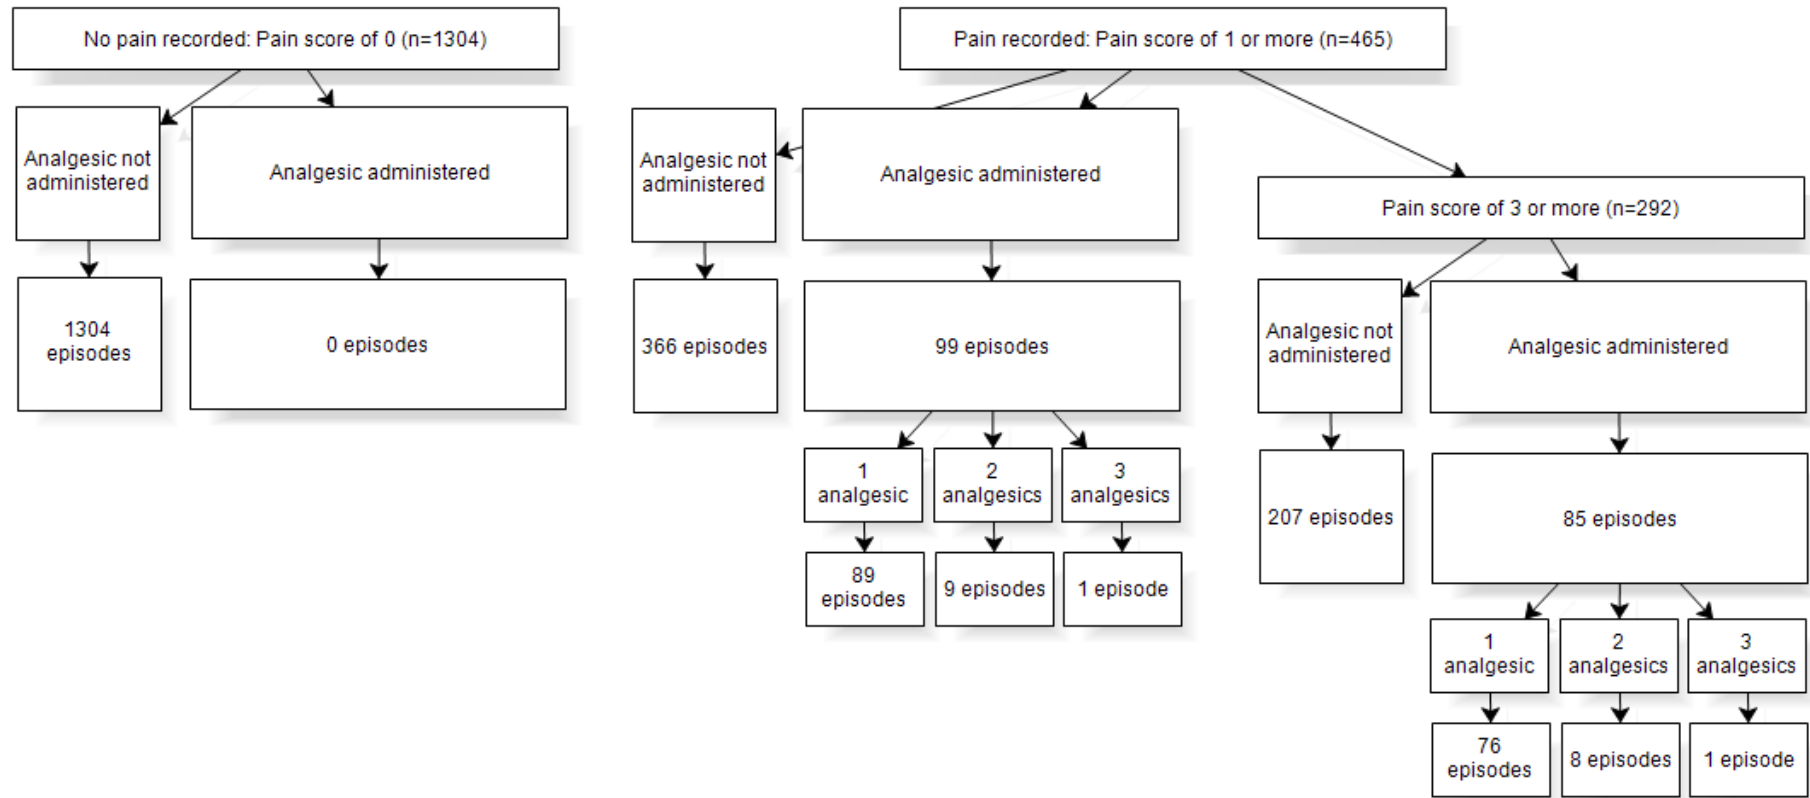 No pain recorded: Pain score of 0 (n=1304)
Analgesic not
administered
Analgesic administered
1304
episodes
0 episodes
Pain recorded: Pain score of 1 or more (n=465)
Analgesic not
administered
Analgesic administered
366 episodes
99 episodes
1
analgesic
2
analgesics
3
analgesics
89
episodes
9 episodes
1 episode
Pain score of 3 or more (n=292)
Analgesic not
administered
Analgesic administered
207 episodes
85 episodes
1
analgesic
2
analgesics
3
analgesics
76
episodes
8 episodes
1 episode